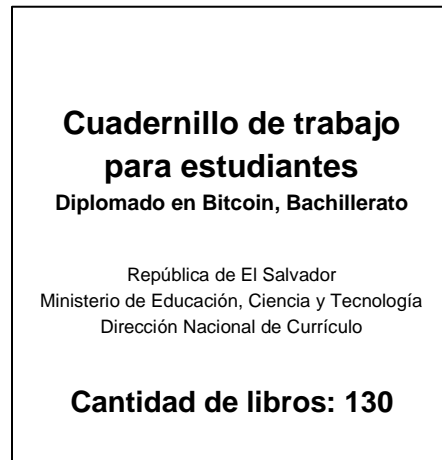 Cuadernillo de trabajo
para estudiantes
Diplomado en Bitcoin, Bachillerato
República de El Salvador
Ministerio de Educación, Ciencia y Tecnología
Dirección Nacional de Currículo
Cantidad de libros: 130